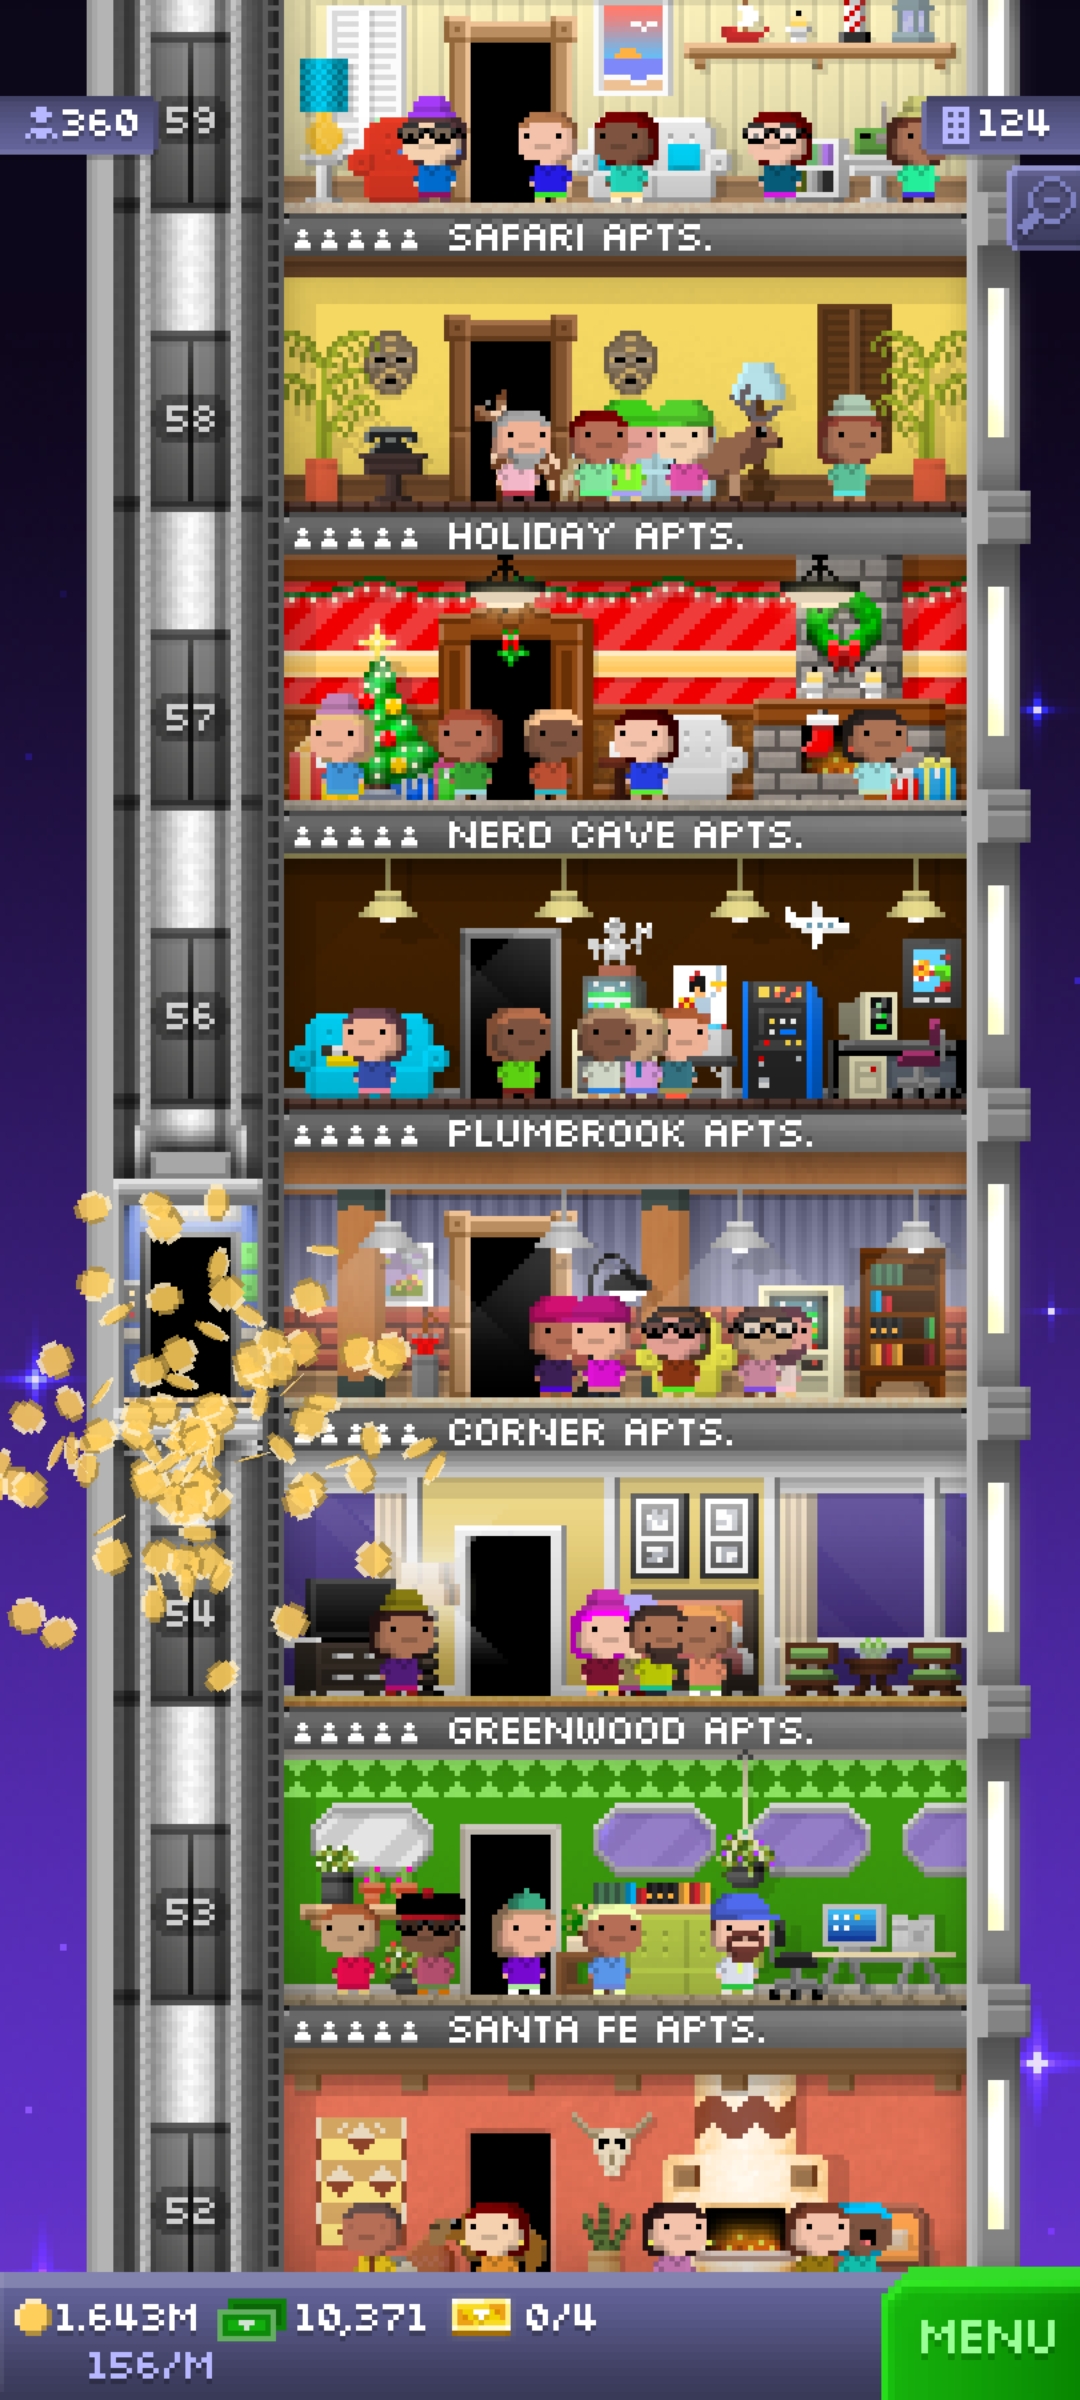 360
59
124
SAFARI APTS.
58
HOLIDAY APTS.
57
NERD CAVE APTS.
56
PLUMBROOK APTS.
CORNER APTS.
54
GREENWOOD APTS.
53
SANTA FE APTS.
52
1.643M 10,371 0/4
156/M
MENU